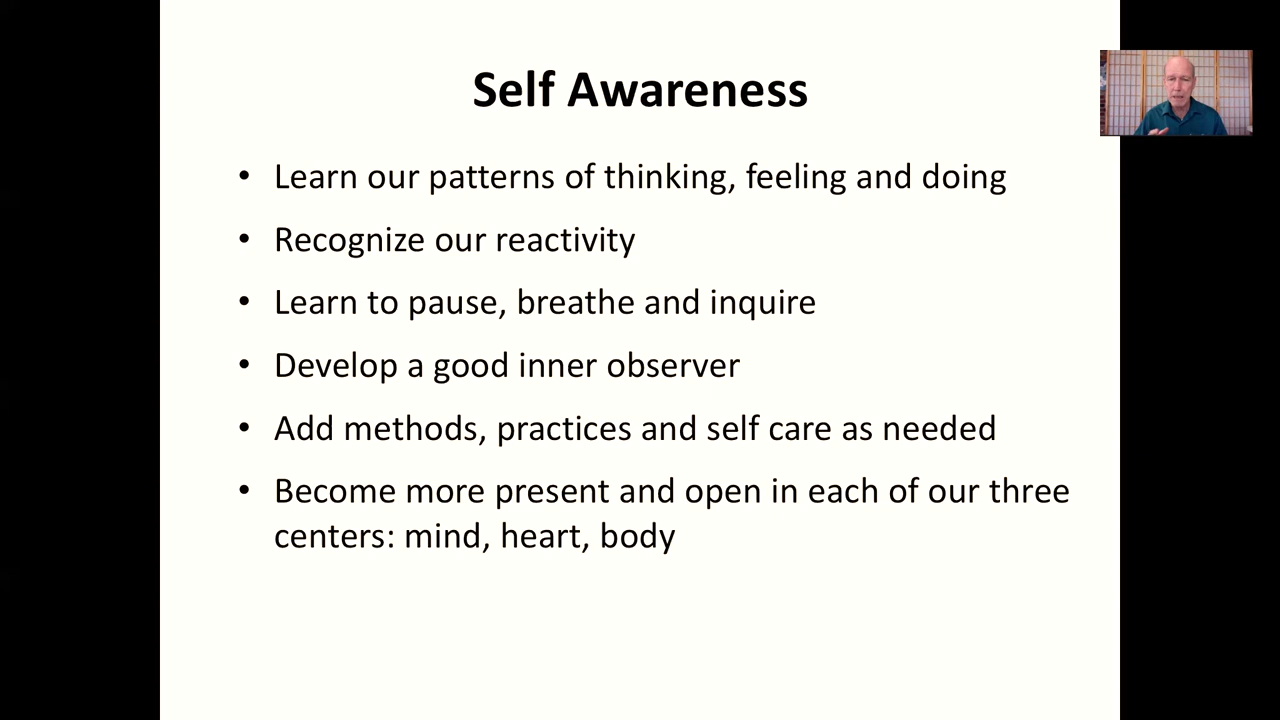 Self Awareness
• Learn our patterns of thinking, feeling and doing
• Recognize our reactivity
• Learn to pause, breathe and inquire
• Develop a good inner observer
• Add methods, practices and self care as needed
• Become more present and open in each of our three
centers: mind, heart, body